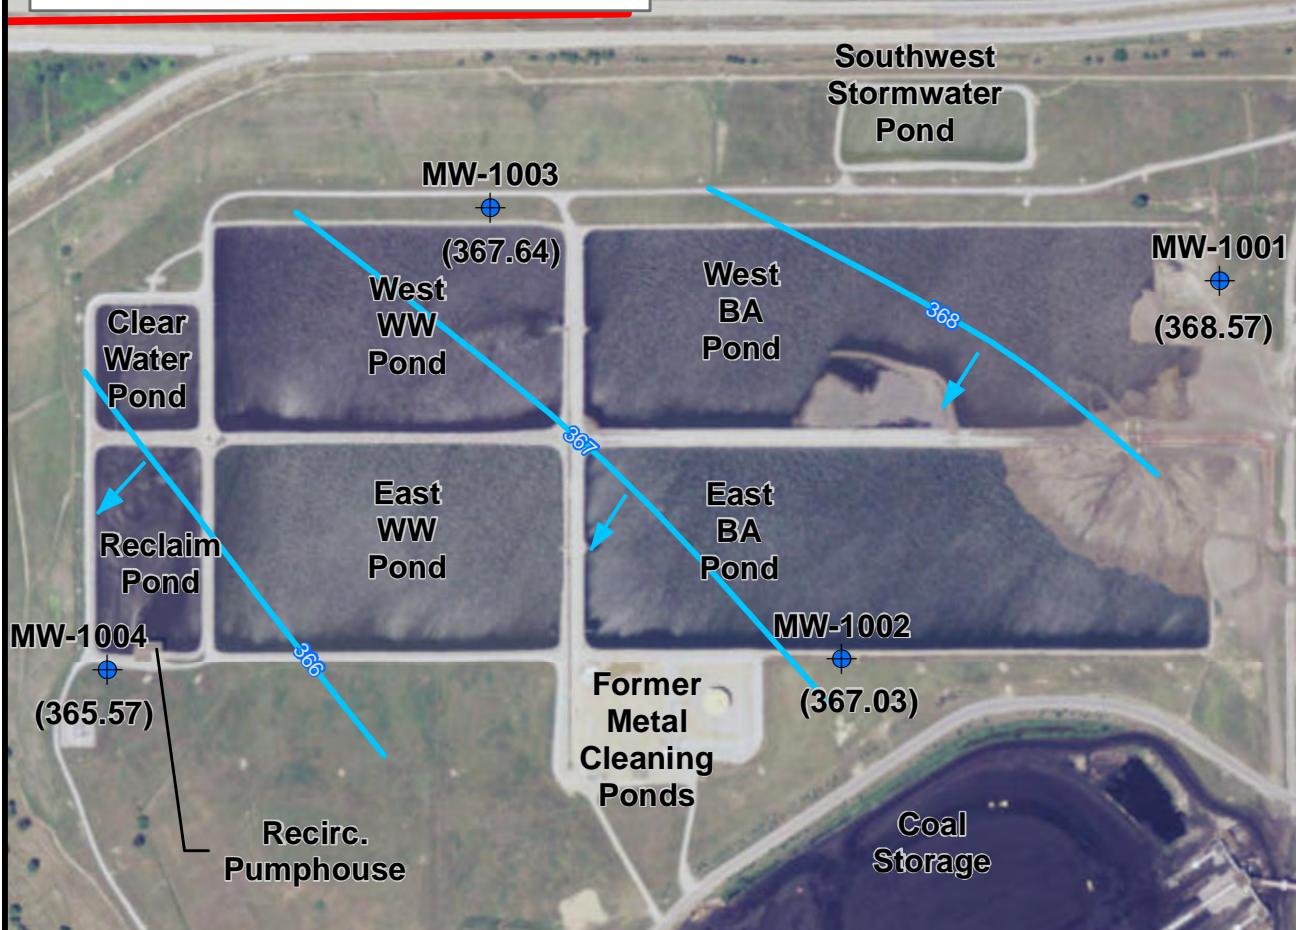 Southwest
Stormwater
Pond
MW-1003
(367.64)
MW-1001
(368.57)
West
WW
Pond
West
BA
Pond
368
Clear
Water
Pond
367
East
WW
Pond
East
BA
Pond
Reclaim
Pond
MW-1004
(365.57)
366
MW-1002
(367.03)
Former
Metal
Cleaning
Ponds
Recirc.
Pumphouse
Coal
Storage